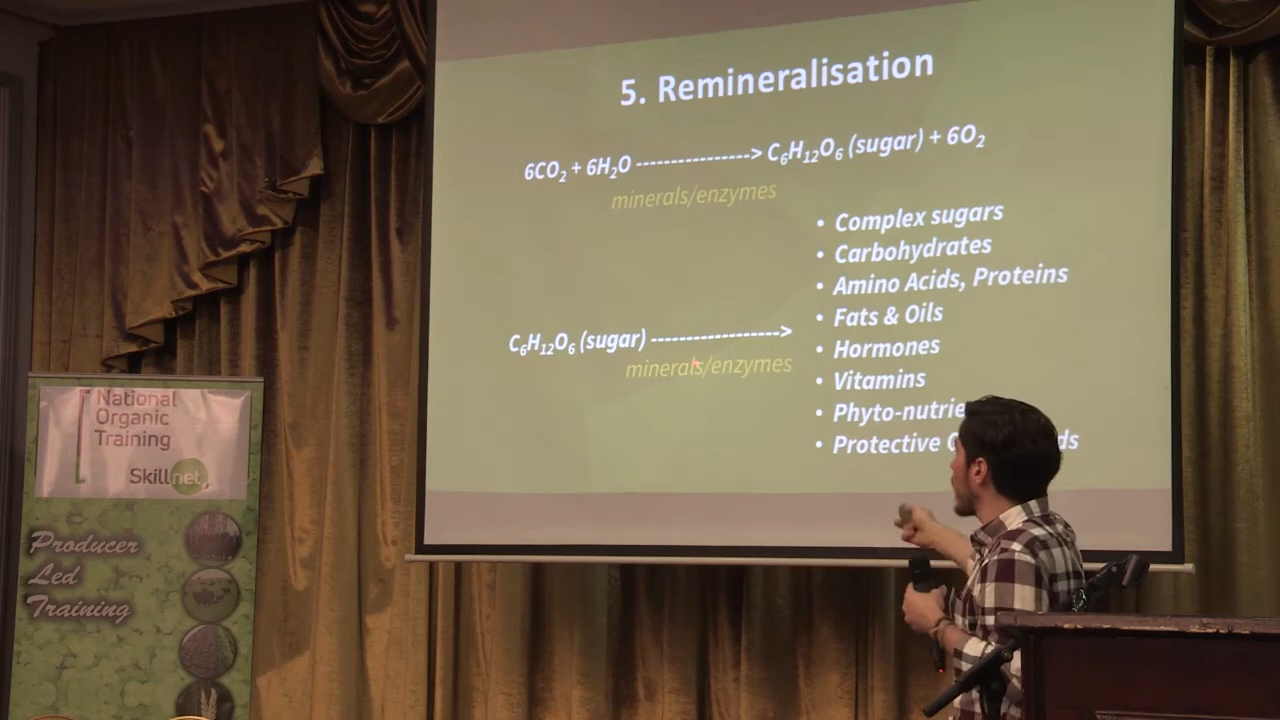 5. Remineralisation
6CO₂ + 6H₂O ----------------> C₆H₁₂O₆ (sugar) + 6O₂
minerals/enzymes
• Complex sugars
• Carbohydrates
• Amino Acids, Proteins
• Fats & Oils
C₆H₁₂O₆ (sugar) ------------------>
minerals/enzymes
• Hormones
• Vitamins
• Phyto-nutrie
• Protective
National
Organic
Training
Skillnet
Producer
Led
Training